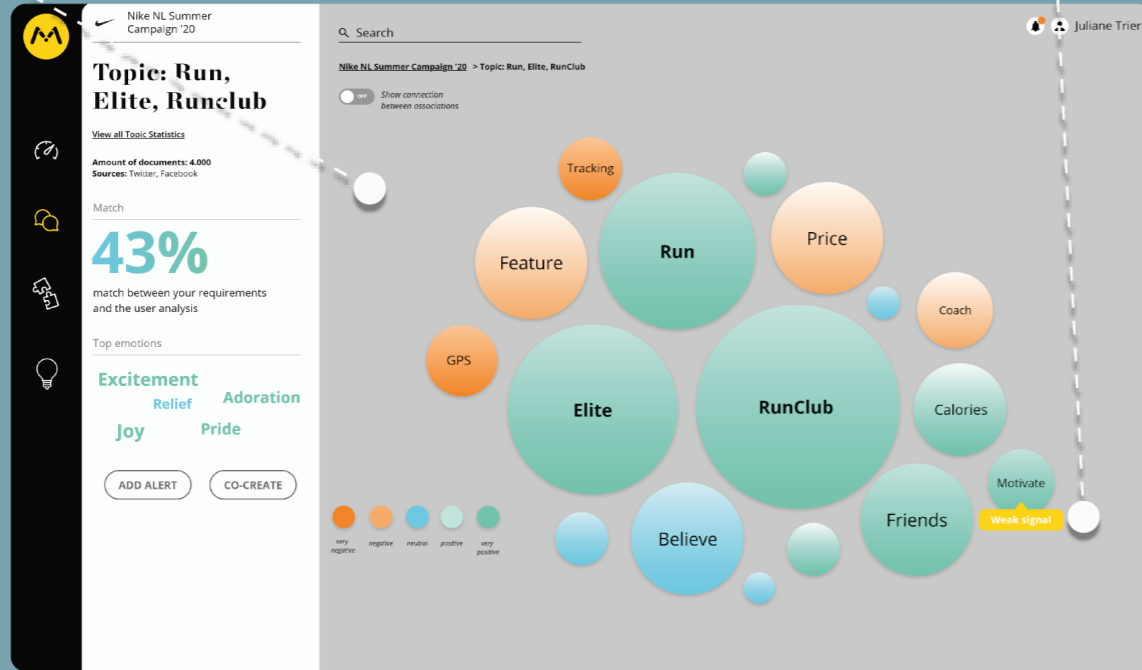 Nike NL Summer
Campaign '20
Topic: Run,
Elite, Runclub
View all Topic Statistics
Amount of documents: 4.000
Sources: Twitter, Facebook
Match
43%
match between your requirements
and the user analysis
Top emotions
Excitement
Relief
Adoration
Joy
Pride
ADD ALERT
CO-CREATE
Search
Juliane Trier
Nike NL Summer Campaign '20 > Topic: Run, Elite, RunClub
OFF
Show connection
between associations
Tracking
Run
Price
Feature
Coach
GPS
Elite
RunClub
Calories
Motivate
Weak signal
Friends
Believe
very
negative
negative
neutral
positive
very
positive